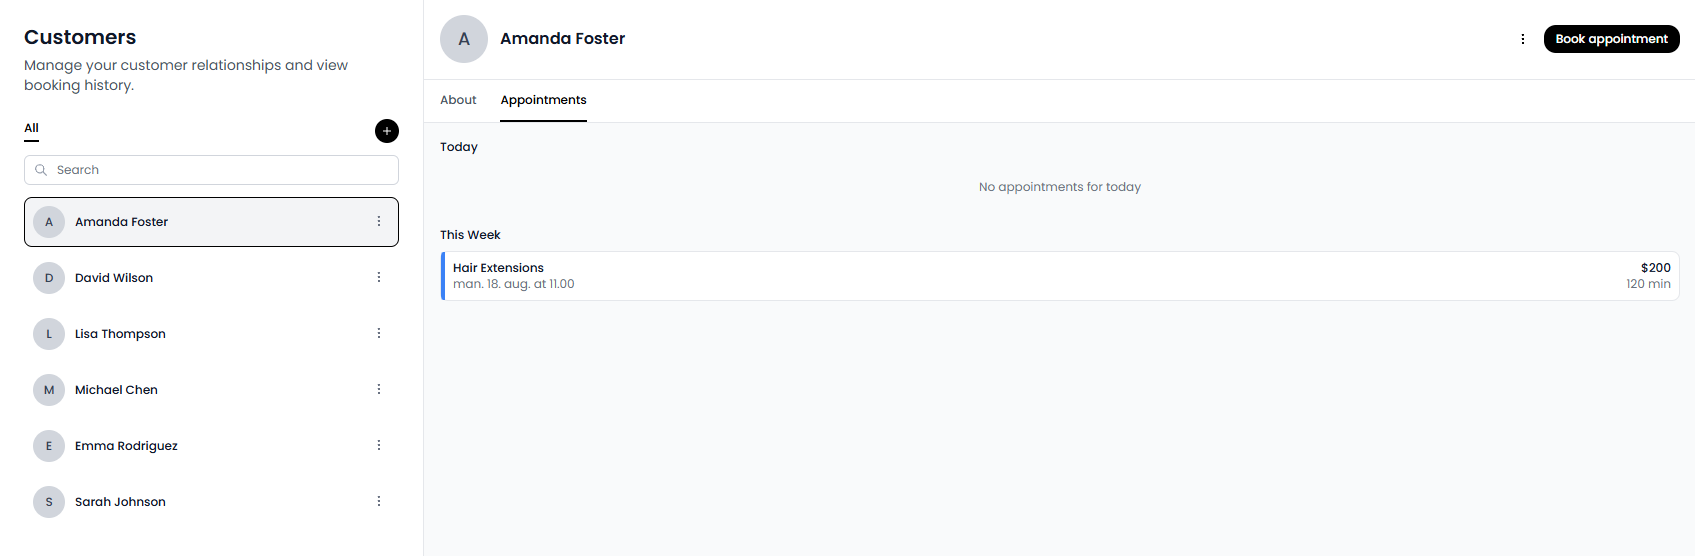 Customers
Manage your customer relationships and view
booking history.
All
Search
A
Amanda Foster
D
David Wilson
L
Lisa Thompson
M
Michael Chen
E
Emma Rodriguez
S
Sarah Johnson
A
Amanda Foster
Book appointment
About
Appointments
Today
No appointments for today
This Week
Hair Extensions
$200
man. 18. aug. at 11.00
120 min